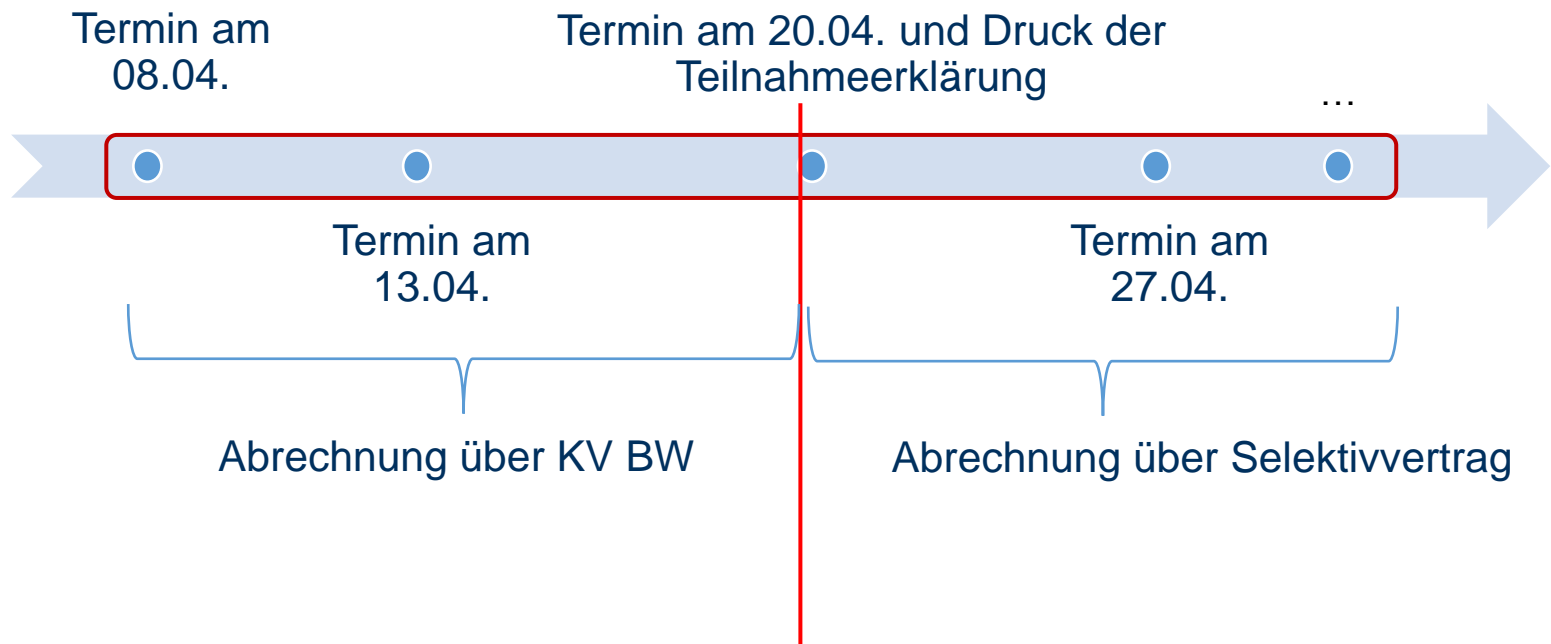 Termin am
08.04.
Termin am 20.04. und Druck der
Teilnahmeerklärung
...
Termin am
13.04.
Termin am
27.04.
Abrechnung über KV BW
Abrechnung über Selektivvertrag